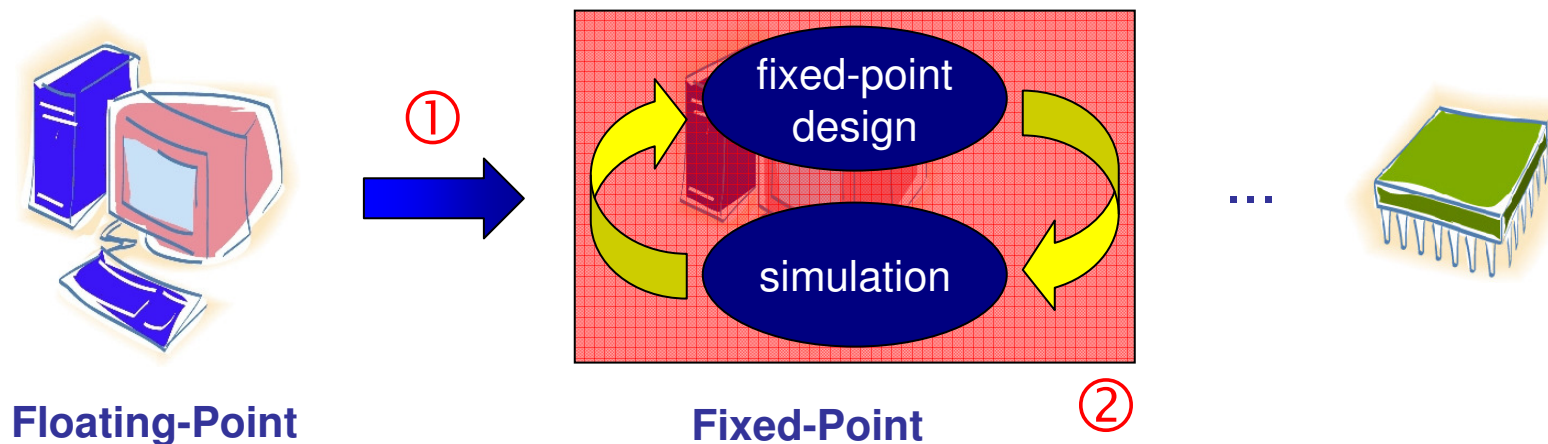 ①
fixed-point
design
simulation
...
②
Floating-Point
Fixed-Point